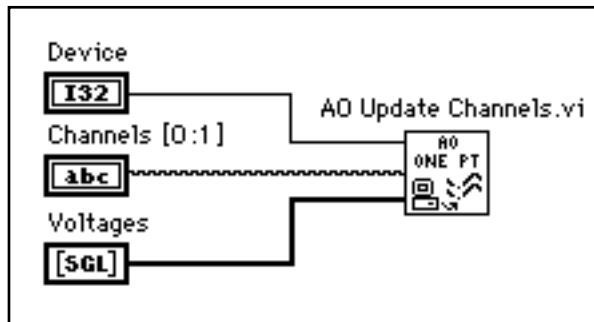 Device
I32
AO Update Channels.vi
Channels [0:1]
AO
ONE PT
abc
Voltages
[SGL]